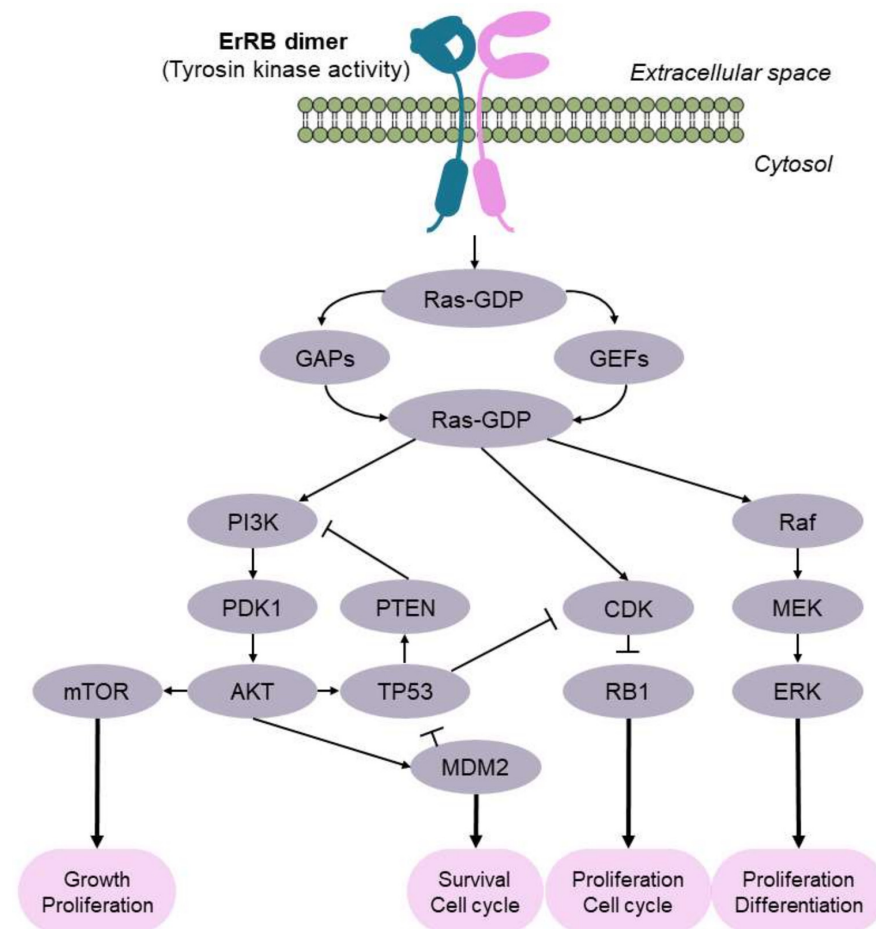 ErRB dimer
(Tyrosin kinase activity)
Extracellular space
Cytosol
Ras-GDP
GAPs
GEFs
Ras-GDP
PI3K
Raf
PDK1
PTEN
CDK
MEK
mTOR
AKT
TP53
RB1
ERK
MDM2
Growth
Proliferation
Survival
Cell cycle
Proliferation
Cell cycle
Proliferation
Differentiation